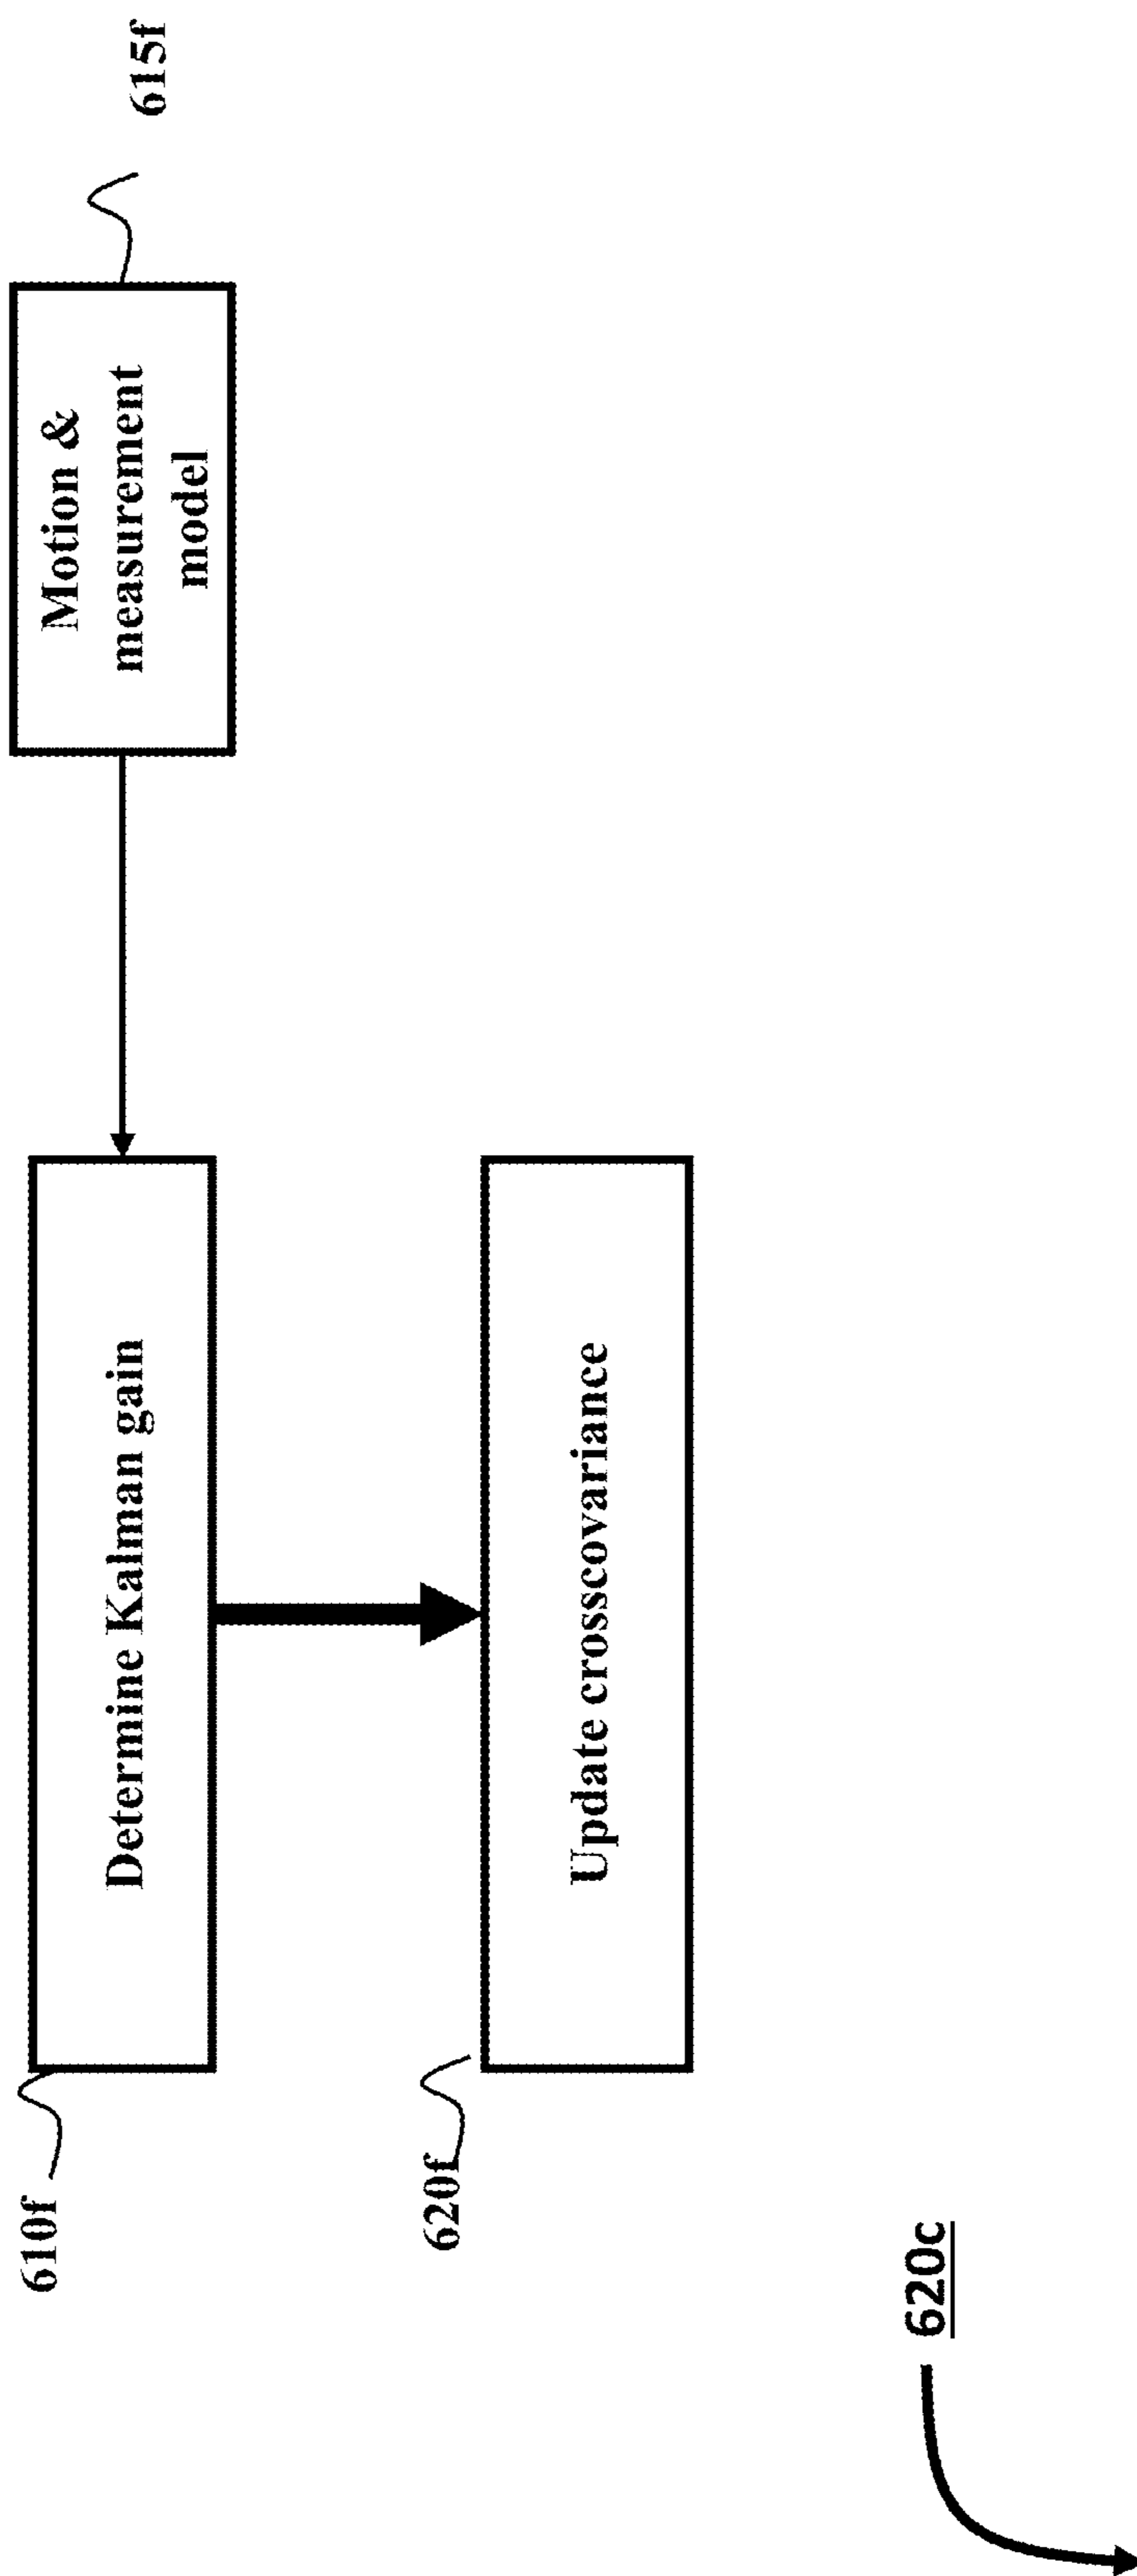 610f
Determine Kalman gain
Motion &
measurement
model
615f
620f
Update crosscovariance
620c